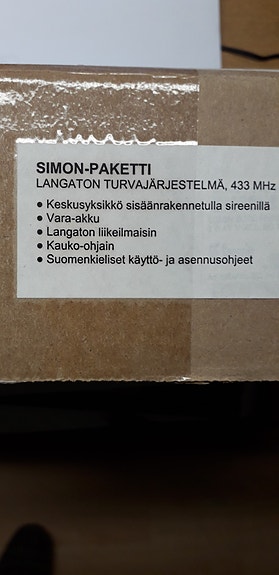 SIMON-PAKETTI
LANGATON TURVAJÄRJESTELMÄ, 433 MHz
● Keskusyksikkö sisäänrakennetulla sireenillä
● Vara-akku
● Langaton liikeilmaisin
● Kauko-ohjain
● Suomenkieliset käyttö- ja asennusohjeet